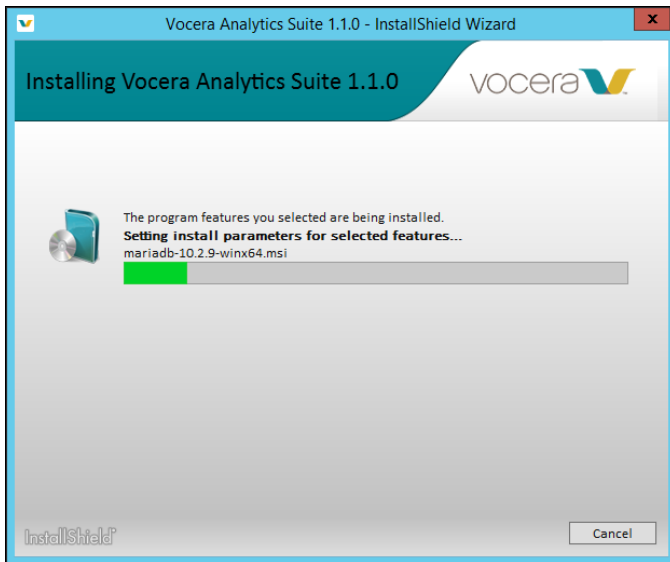 Vocera Analytics Suite 1.1.0 - InstallShield Wizard
x
Installing Vocera Analytics Suite 1.1.0
vocera
TM
The program features you selected are being installed.
Setting install parameters for selected features...
mariadb-10.2.9-winx64.msi
InstallShield
Cancel